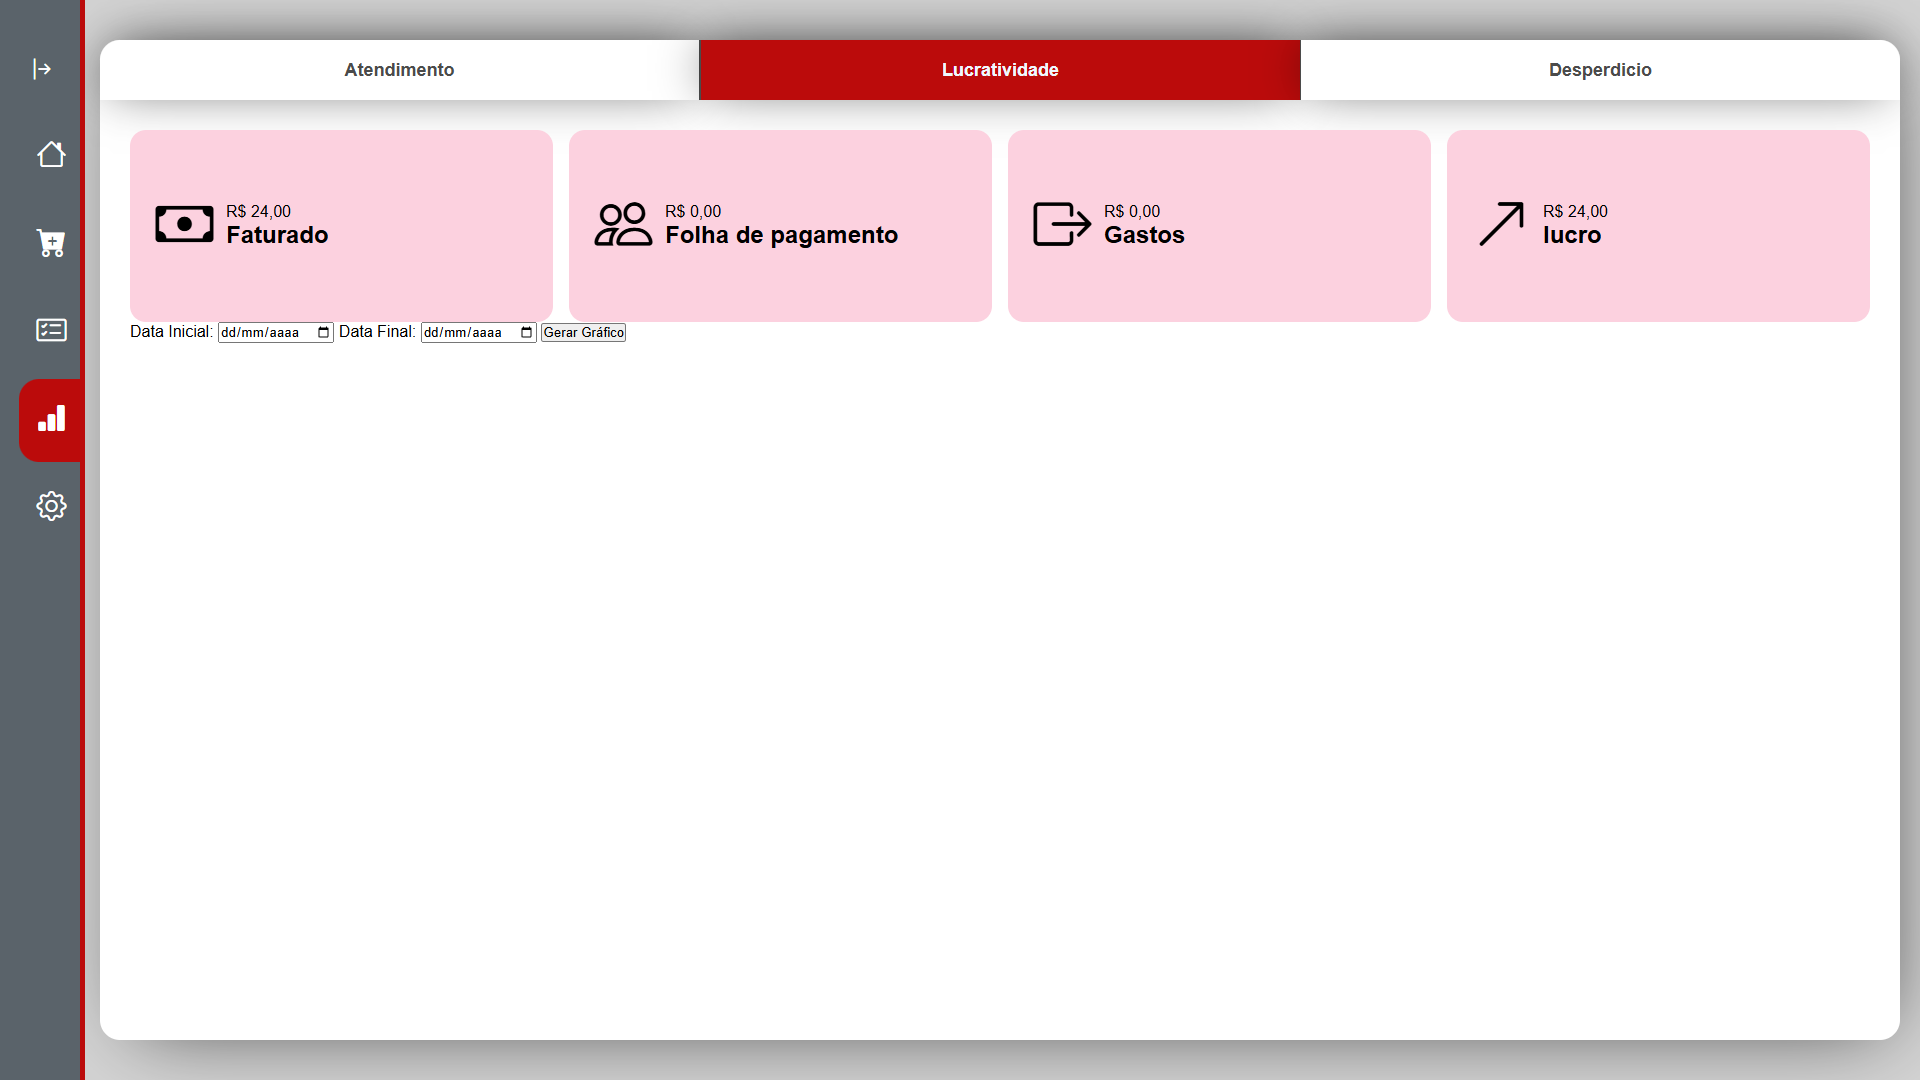 Atendimento Lucratividade Desperdicio
R$ 24,00 R$ 0,00 R$ 0,00 R$ 24,00
Faturado Folha de pagamento Gastos lucro
Data Inicial: dd/mm/aaaa Data Final: dd/mm/aaaa Gerar Gráfico